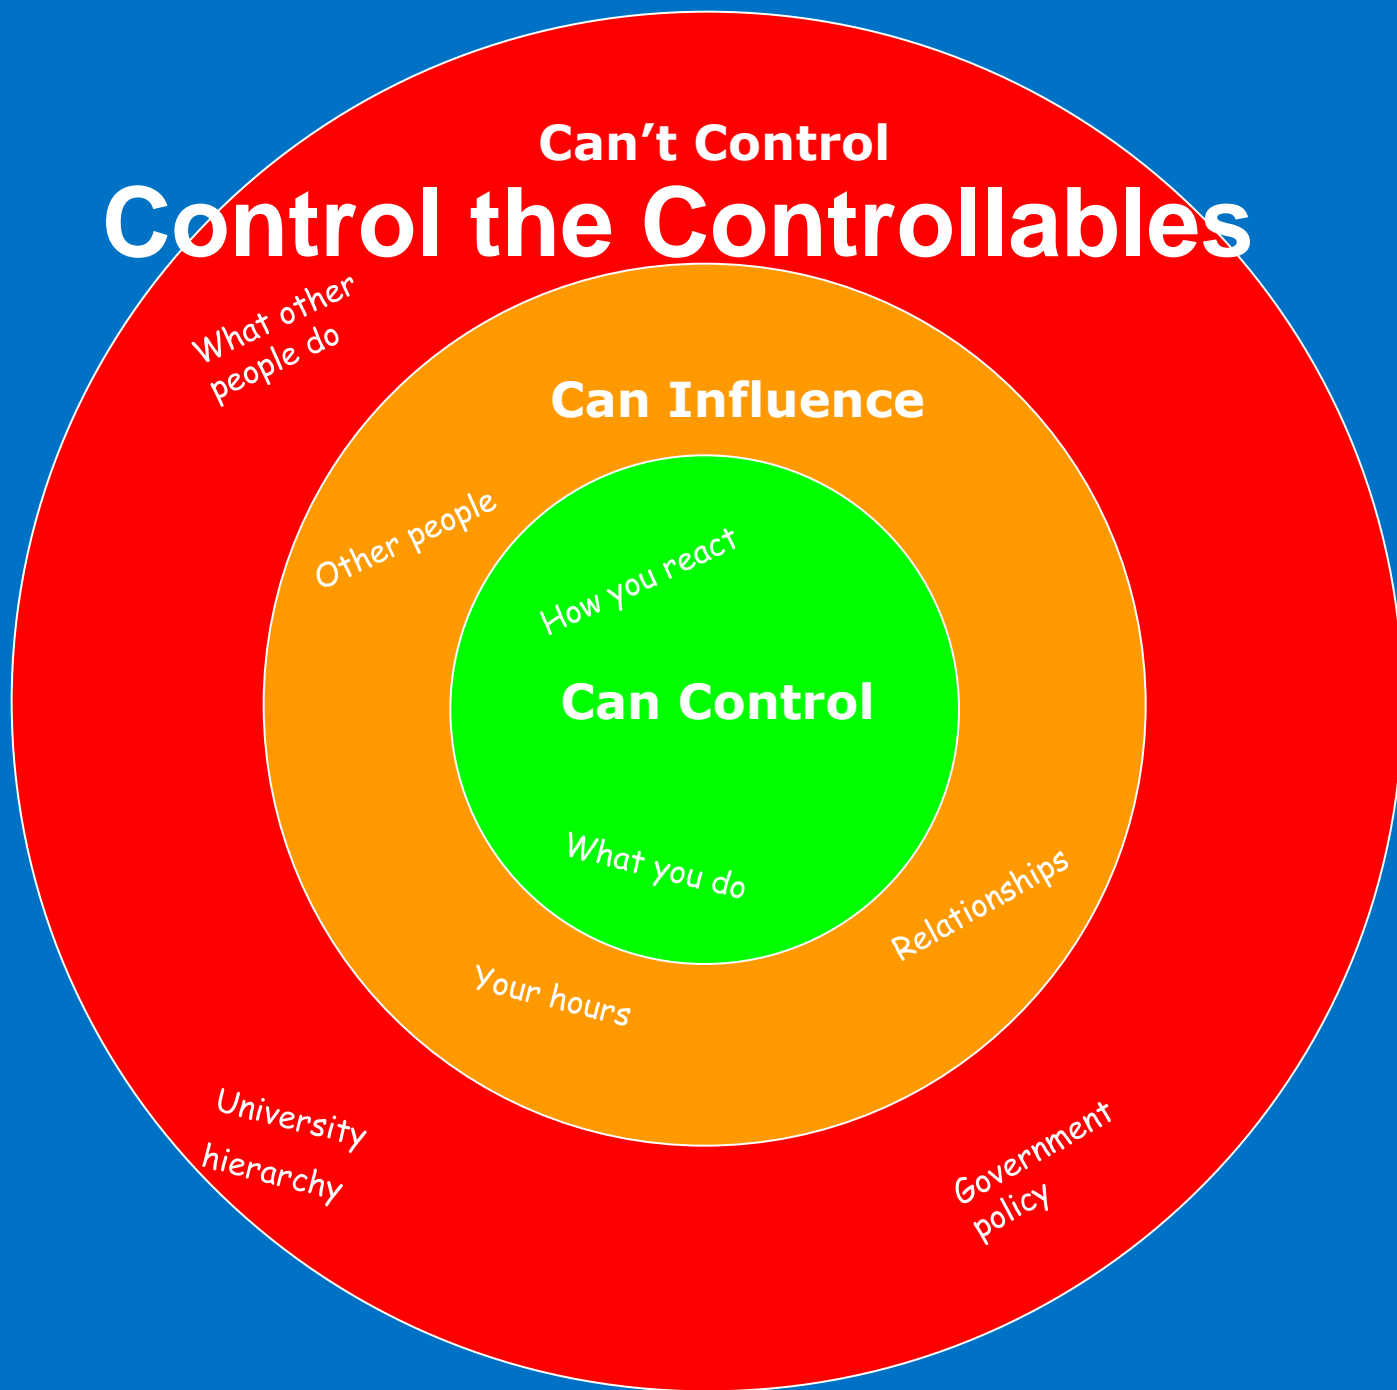 Can’t Control
Control the Controllables
What other
people do
Can Influence
Other people
How you react
Can Control
What you do
Relationships
Your hours
University
hierarchy
Government
policy